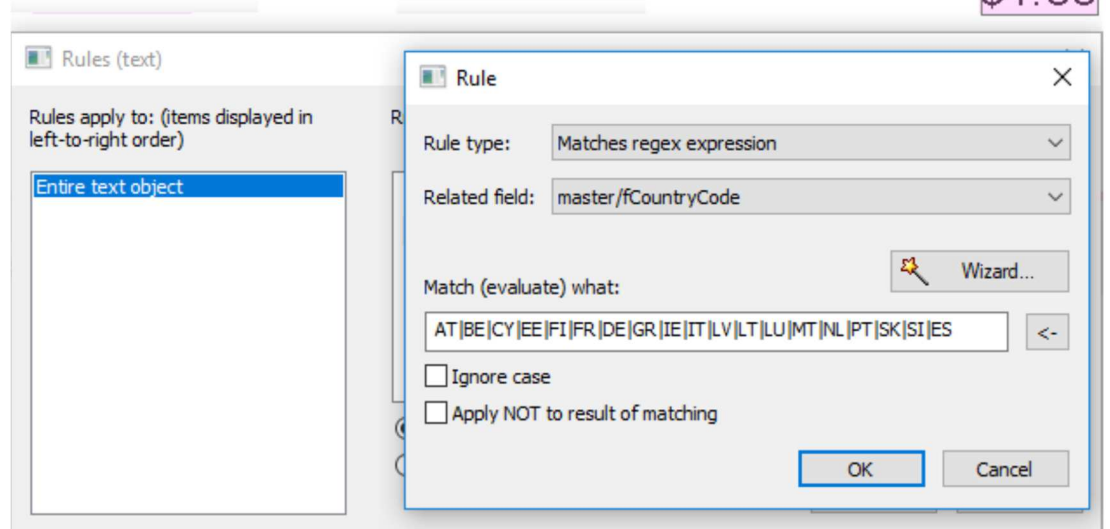 Rules (text)
Rules apply to: (items displayed in
left-to-right order)
Entire text object
Rule
Rule type:
Matches regex expression
Related field:
master/fCountryCode
Wizard...
Match (evaluate) what:
AT|BE|CY|EE|FI|FR|DE|GR|IE|IT|LV|LT|LU|MT|NL|PT|SK|SI|ES
<-
Ignore case
Apply NOT to result of matching
OK
Cancel